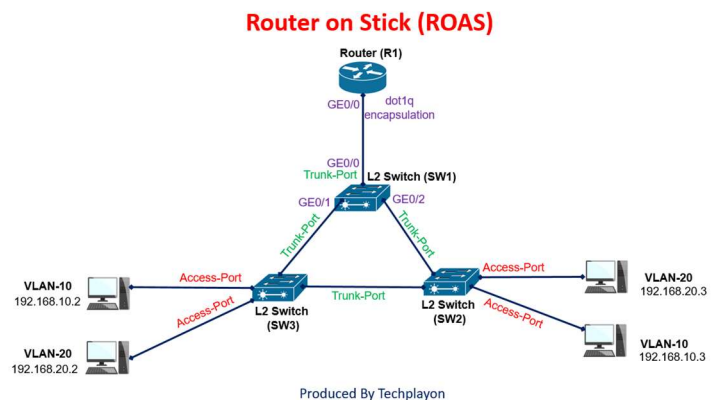 Router on Stick (ROAS)
Router (R1)
GE0/0
dot1q
encapsulation
GE0/0
Trunk-Port
L2 Switch (SW1)
GE0/1
GE0/2
Trunk-Port
Trunk-Port
VLAN-10
192.168.10.2
Access-Port
Access-Port
VLAN-20
192.168.20.2
L2 Switch
(SW3)
Trunk-Port
L2 Switch
(SW2)
Access-Port
Access-Port
VLAN-20
192.168.20.3
VLAN-10
192.168.10.3
Produced By Techplayon